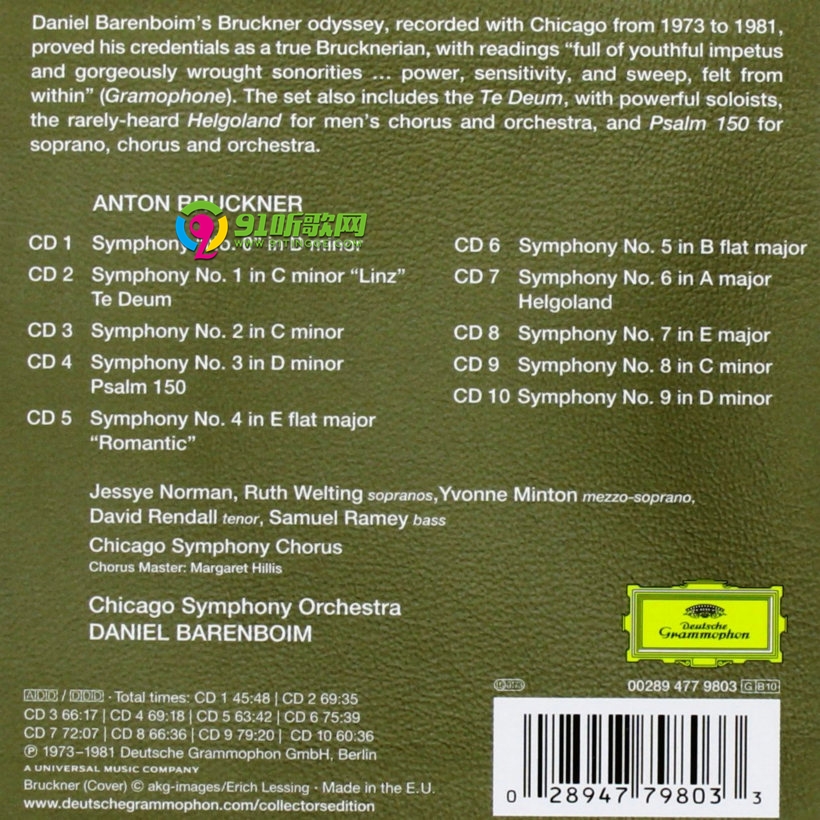 Daniel Barenboim's Bruckner odyssey, recorded with Chicago from 1973 to 1981,
proved his credentials as a true Brucknerian, with readings “full of youthful impetus
and gorgeously wrought sonorities ... power, sensitivity, and sweep, felt from
within” (Gramophone). The set also includes the Te Deum, with powerful soloists,
the rarely-heard Helgoland for men's chorus and orchestra, and Psalm 150 for
soprano, chorus and orchestra.
ANTON BRUCKNER
91听歌网
CD 1 Symphony “No. 0” in D minor
CD 2 Symphony No. 1 in C minor “Linz”
Te Deum
CD 3 Symphony No. 2 in C minor
CD 4 Symphony No. 3 in D minor
Psalm 150
CD 5 Symphony No. 4 in E flat major
“Romantic”
CD 6 Symphony No. 5 in B flat major
CD 7 Symphony No. 6 in A major
Helgoland
CD 8 Symphony No. 7 in E major
CD 9 Symphony No. 8 in C minor
CD 10 Symphony No. 9 in D minor
Jessye Norman, Ruth Welting sopranos, Yvonne Minton mezzo-soprano,
David Rendall tenor, Samuel Ramey bass
Chicago Symphony Chorus
Chorus Master: Margaret Hillis
Chicago Symphony Orchestra
DANIEL BARENBOIM
Deutsche
Grammophon
ADD / DDD · Total times: CD 1 45:48 | CD 2 69:35
CD 3 66:17 | CD 4 69:18 | CD 5 63:42 | CD 6 75:39
CD 7 72:07 | CD 8 66:36 | CD 9 79:20 | CD 10 60:36
℗ 1973–1981 Deutsche Grammophon GmbH, Berlin
A UNIVERSAL MUSIC COMPANY
Bruckner (Cover) © akg-images/Erich Lessing · Made in the E.U.
www.deutschegrammophon.com/collectorsedition
00289 477 9803 G B10
0 28947 79803 3